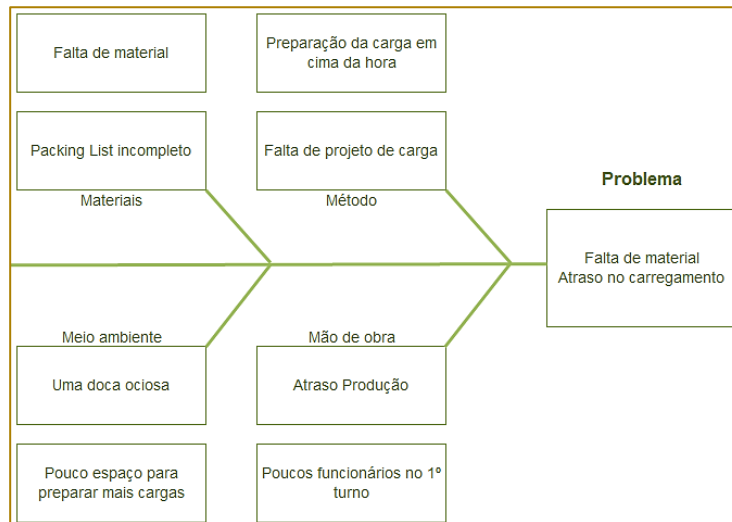 Falta de material
Preparação da carga em
cima da hora
Packing List incompleto
Falta de projeto de carga
Materiais
Método
Problema
Falta de material
Atraso no carregamento
Meio ambiente
Mão de obra
Uma doca ociosa
Atraso Produção
Pouco espaço para
preparar mais cargas
Poucos funcionários no 1º
turno